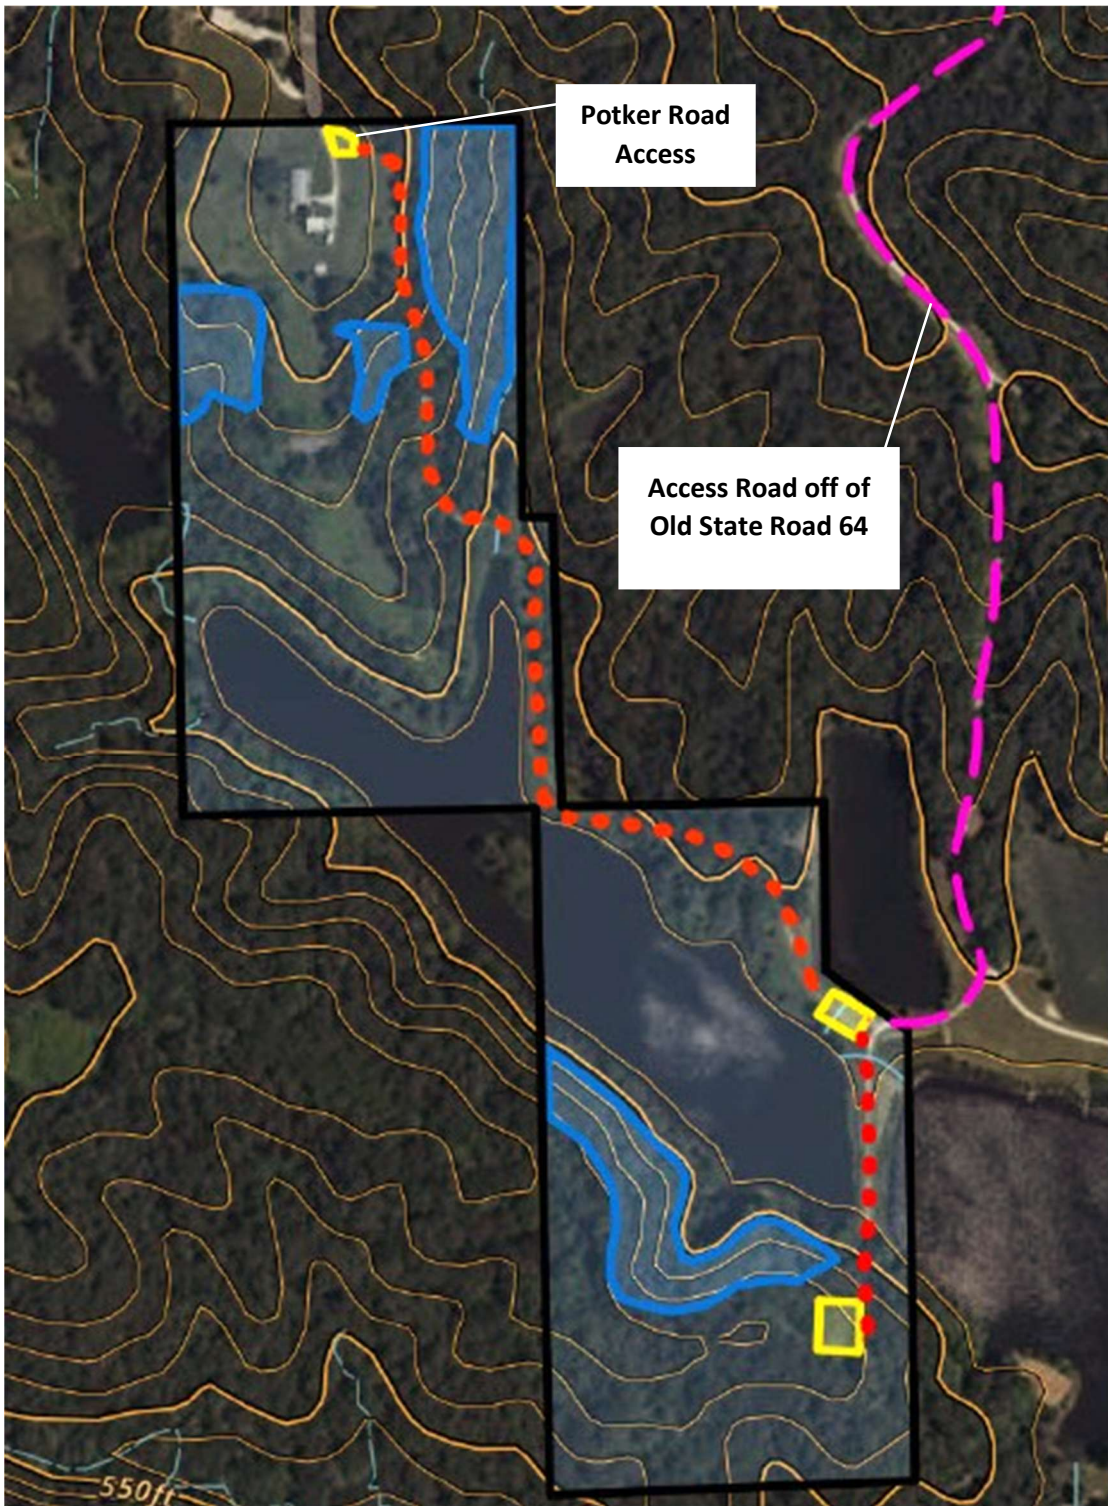 Potker Road
Access
Access Road off of
Old State Road 64
550ft